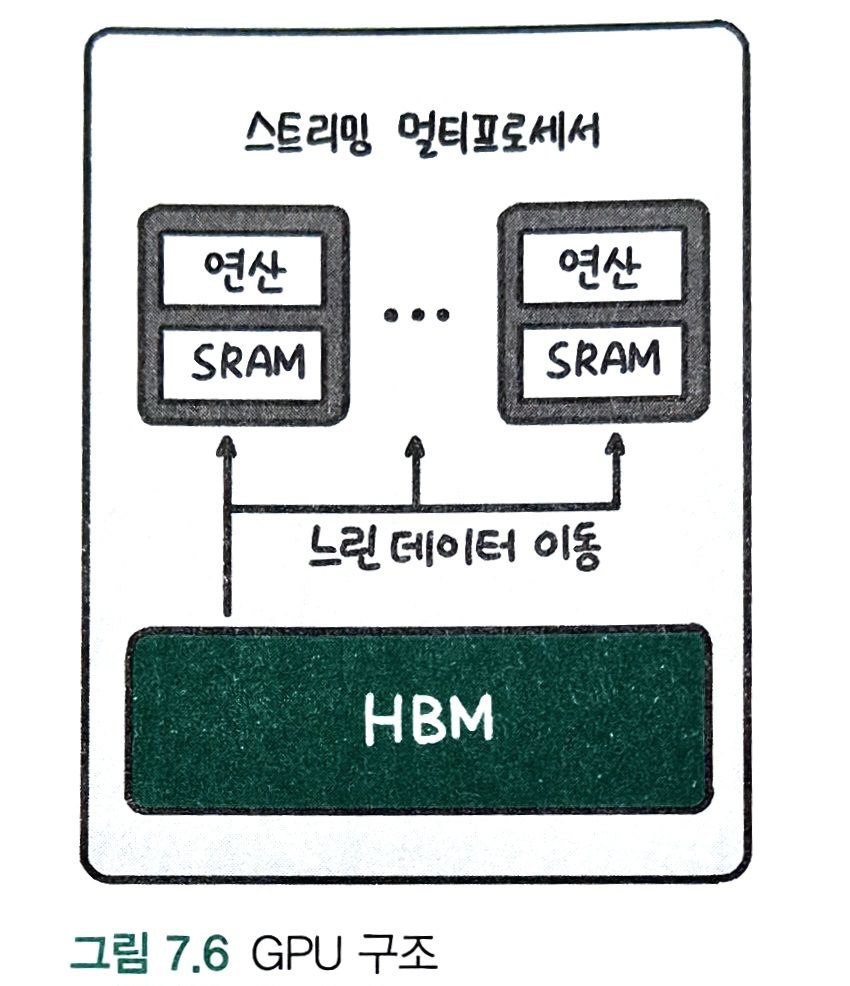 스트리밍 멀티프로세서
연산 연산
SRAM ... SRAM
느린 데이터 이동
HBM
그림 7.6 GPU 구조